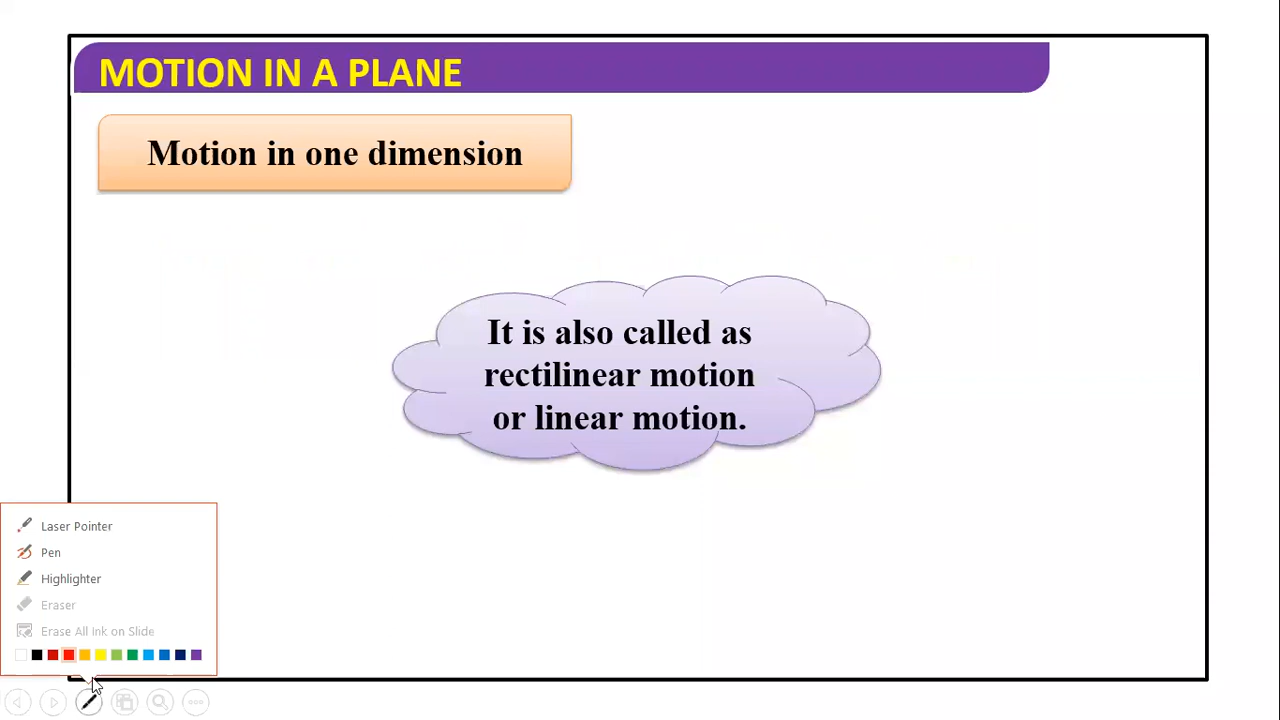 MOTION IN A PLANE
Motion in one dimension
It is also called as
rectilinear motion
or linear motion.
Laser Pointer
Pen
Highlighter
Eraser
Erase All Ink on Slide